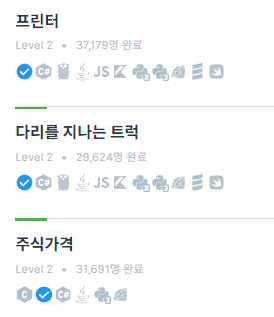 프린터
Level 2 • 37,179명 완료
C# JS
다리를 지나는 트럭
Level 2 • 29,624명 완료
C# JS
주식가격
Level 2 • 31,691명 완료
C C#